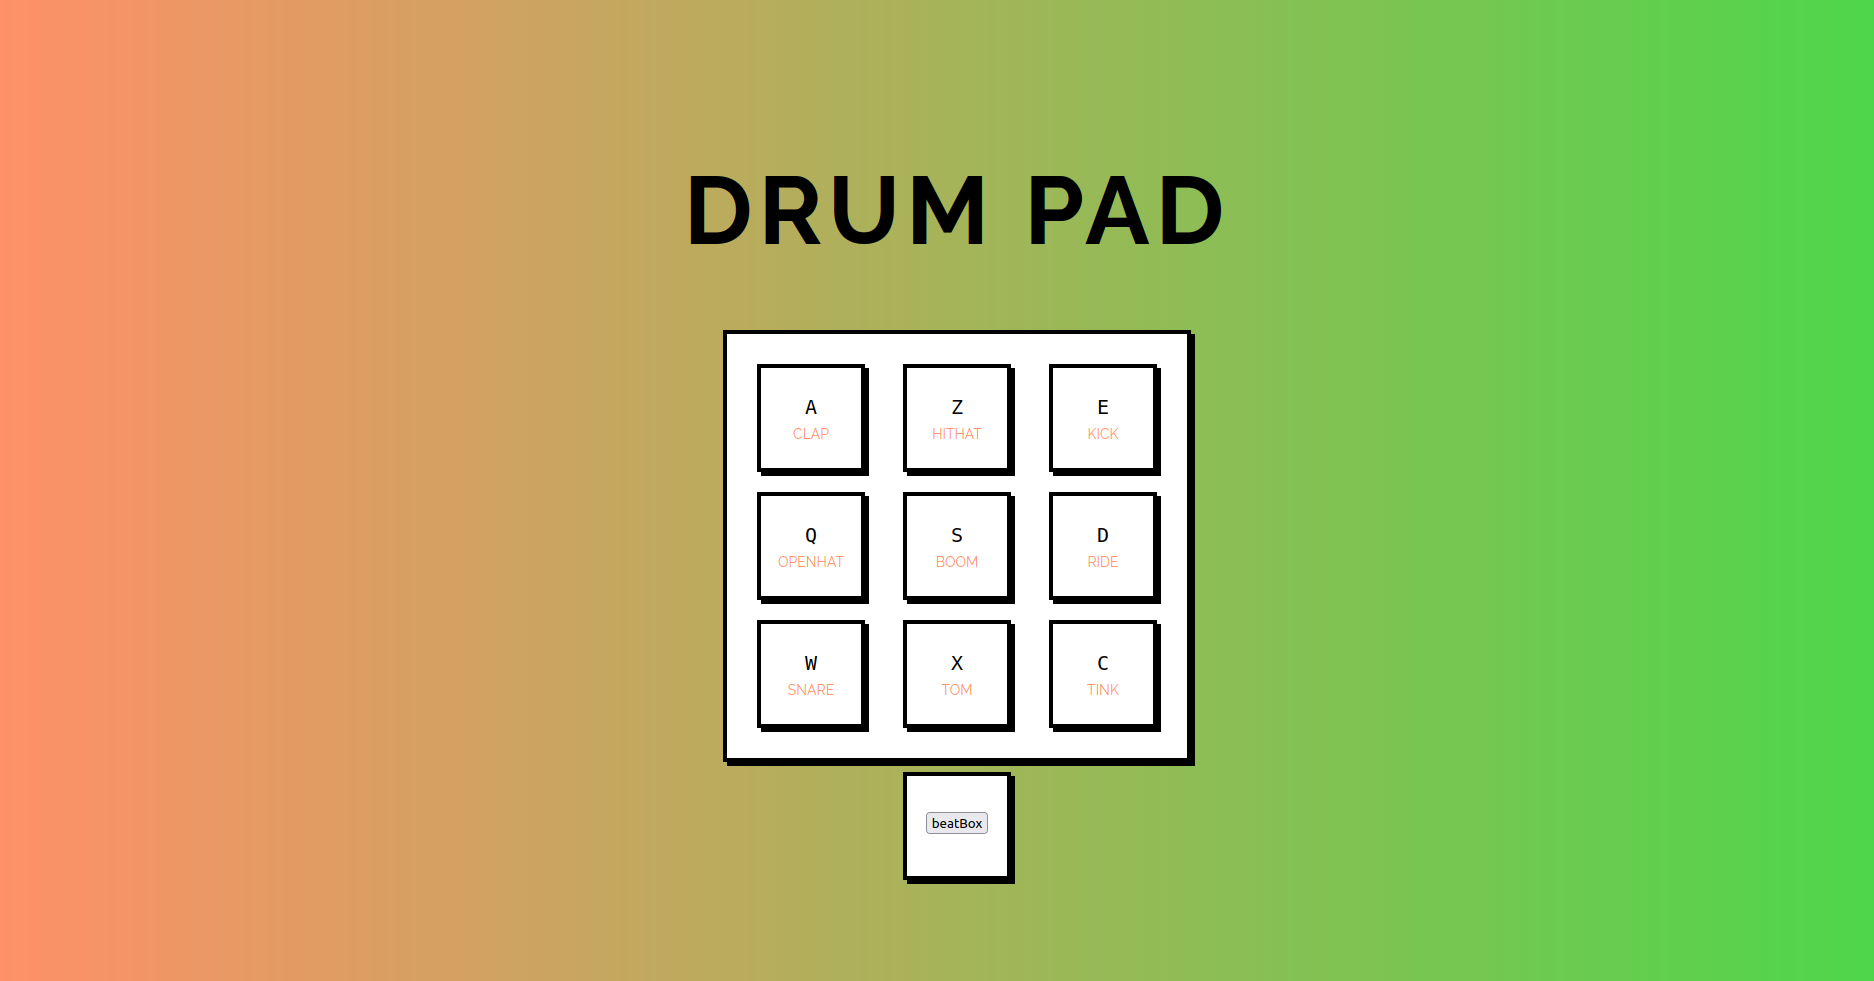 DRUM PAD
A
CLAP
Z
HITHAT
E
KICK
Q
OPENHAT
S
BOOM
D
RIDE
W
SNARE
X
TOM
C
TINK
beatBox